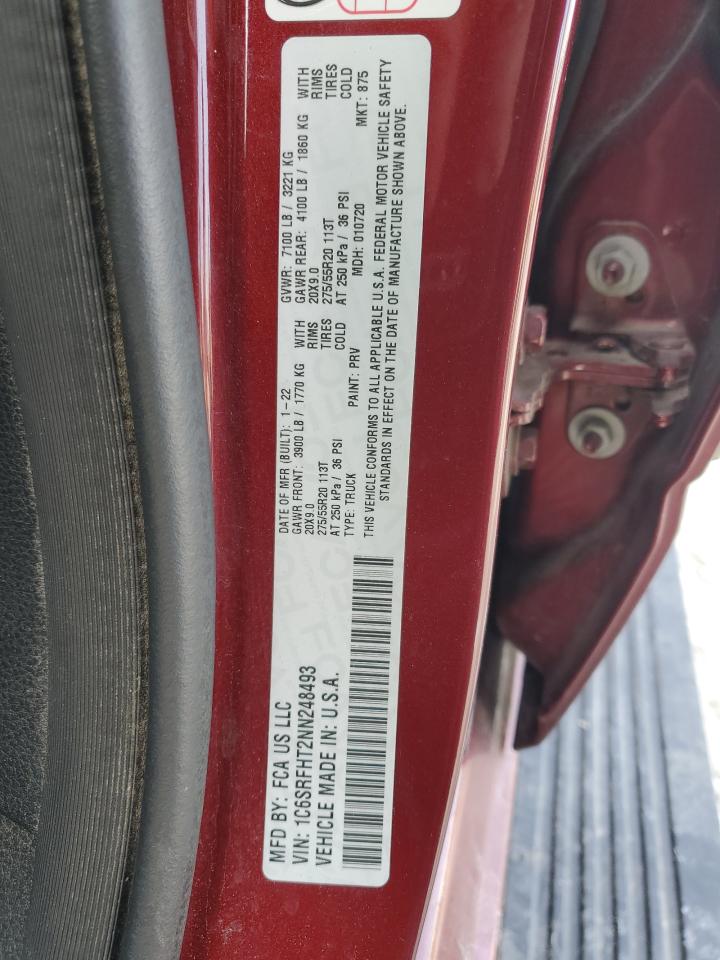 MFD BY: FCA US LLC
VIN: 1C6SRFHT2NN248493
VEHICLE MADE IN: U.S.A.
DATE OF MFR (BUILT): 1-22
GVWR: 7100 LB / 3221 KG
GAWR FRONT: 3900 LB / 1770 KG WITH
GAWR REAR: 4100 LB / 1860 KG WITH
20X9.0 RIMS
20X9.0 RIMS
275/55R20 113T TIRES
275/55R20 113T TIRES
AT 250 kPa / 36 PSI COLD
AT 250 kPa / 36 PSI COLD
TYPE: TRUCK PAINT: PRV MDH: 010720 MKT: 875
THIS VEHICLE CONFORMS TO ALL APPLICABLE U.S.A. FEDERAL MOTOR VEHICLE SAFETY
STANDARDS IN EFFECT ON THE DATE OF MANUFACTURE SHOWN ABOVE.